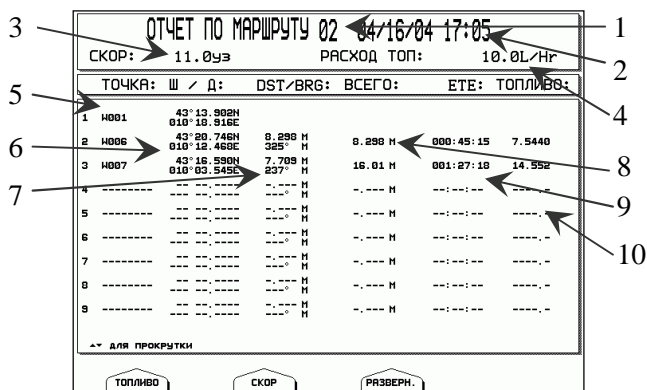 ОТЧЕТ ПО МАРШРУТУ 02 04/16/04 17:05
СКОР: 11.0уз РАСХОД ТОП: 10.0L/Hr
ТОЧКА: Ш / Д: DST/BRG: ВСЕГО: ETE: ТОПЛИВО:
1 W001 43°13.902N
010°18.916E
2 W006 43°20.746N 8.298 M 8.298 M 000:45:15 7.5440
010°12.468E 325°
3 W007 43°16.590N 7.709 M 16.01 M 001:27:18 14.552
010°03.545E 237° M
4 ------- --- --.---- -.--- M -.--- M --:--:-- ----.-
--- --.---- ---° M
5 ------- --- --.---- -.--- M -.--- M --:--:-- ----.-
--- --.---- ---° M
6 ------- --- --.---- -.--- M -.--- M --:--:-- ----.-
--- --.---- ---° M
7 ------- --- --.---- -.--- M -.--- M --:--:-- ----.-
--- --.---- ---° M
8 ------- --- --.---- -.--- M -.--- M --:--:-- ----.-
--- --.---- ---° M
9 ------- --- --.---- -.--- M -.--- M --:--:-- ----.-
--- --.---- ---° M
▲▼ ДЛЯ ПРОКРУТКИ
ТОПЛИВО СКОР РАЗВЕРН.
1
2
3
4
5
6
7
8
9
10